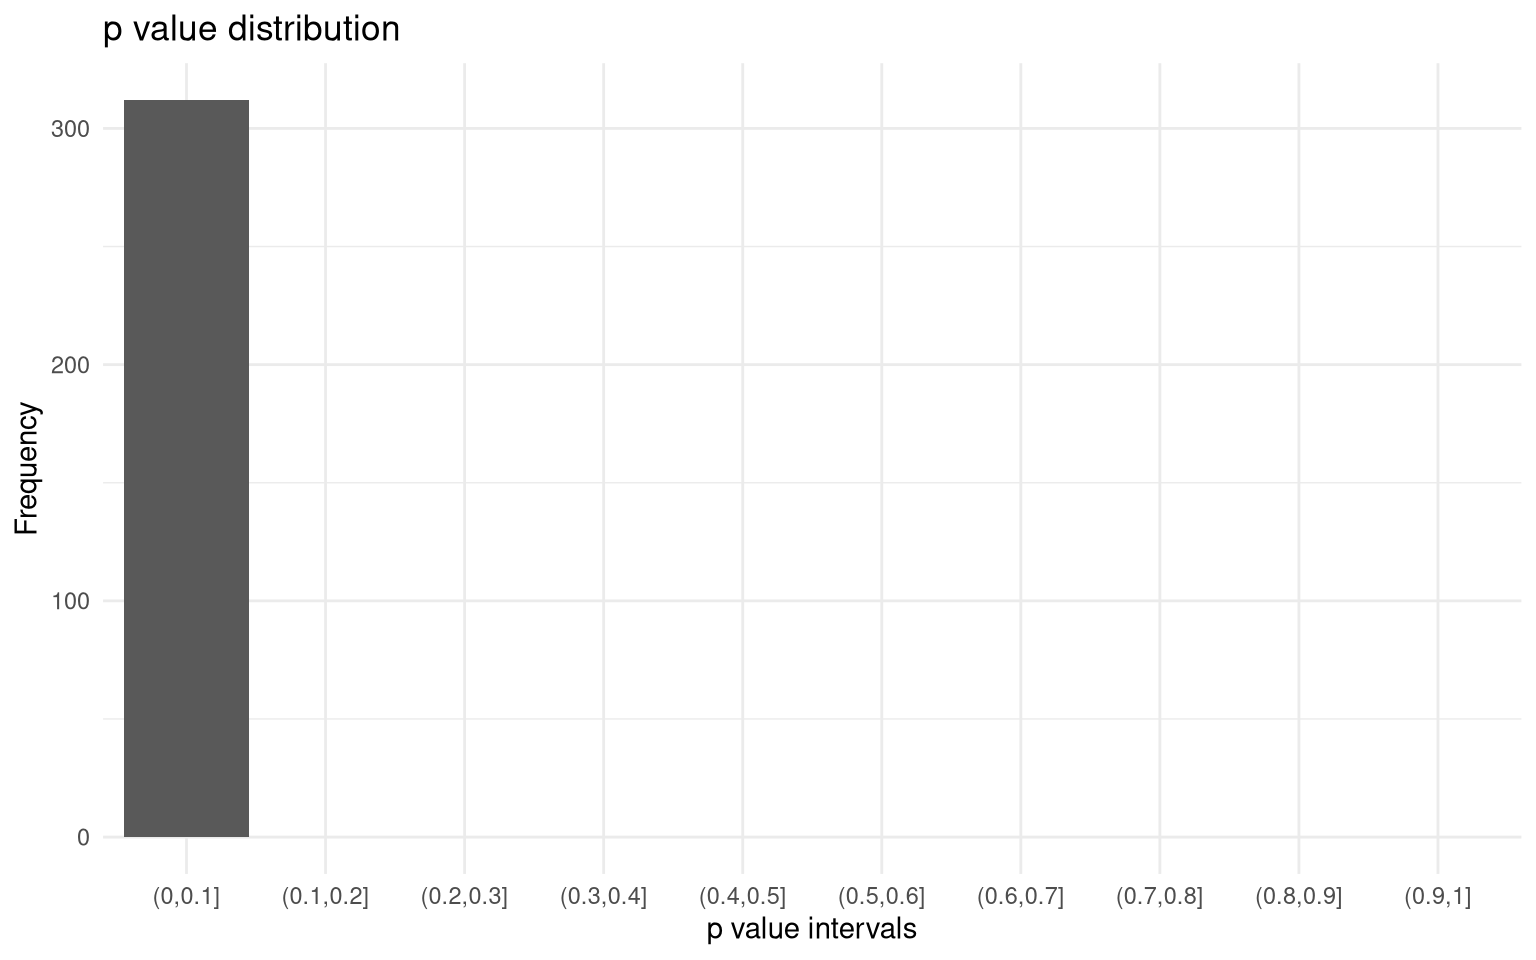 p value distribution
300
200
100
0
Frequency
(0,0.1] (0.1,0.2] (0.2,0.3] (0.3,0.4] (0.4,0.5] (0.5,0.6] (0.6,0.7] (0.7,0.8] (0.8,0.9] (0.9,1]
p value intervals